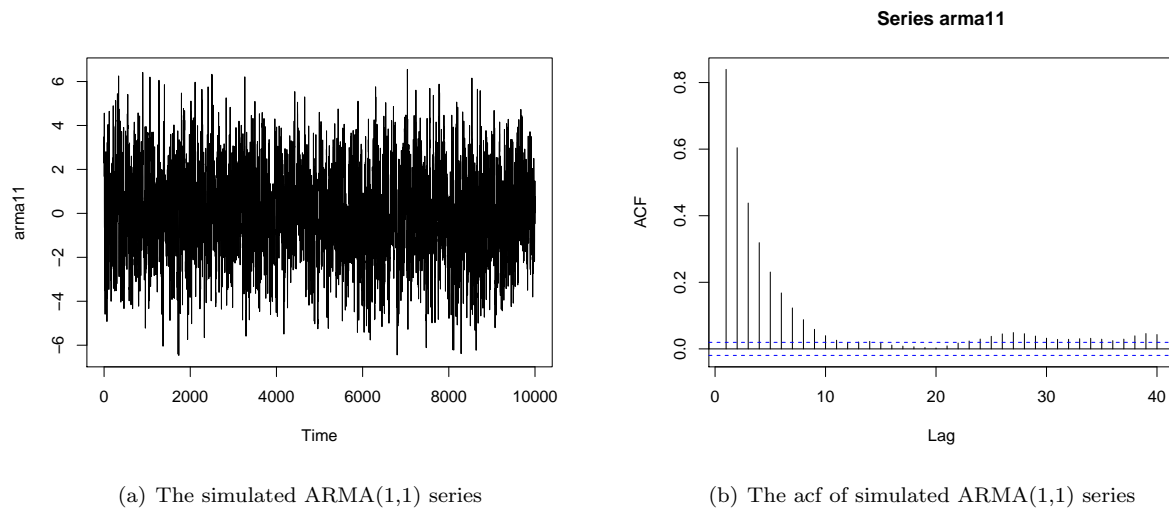 Series arma11
arma11
6
4
2
0
−2
−4
−6
0 2000 4000 6000 8000 10000
Time
ACF
0.8
0.6
0.4
0.2
0.0
0 10 20 30 40
Lag
(a) The simulated ARMA(1,1) series
(b) The acf of simulated ARMA(1,1) series